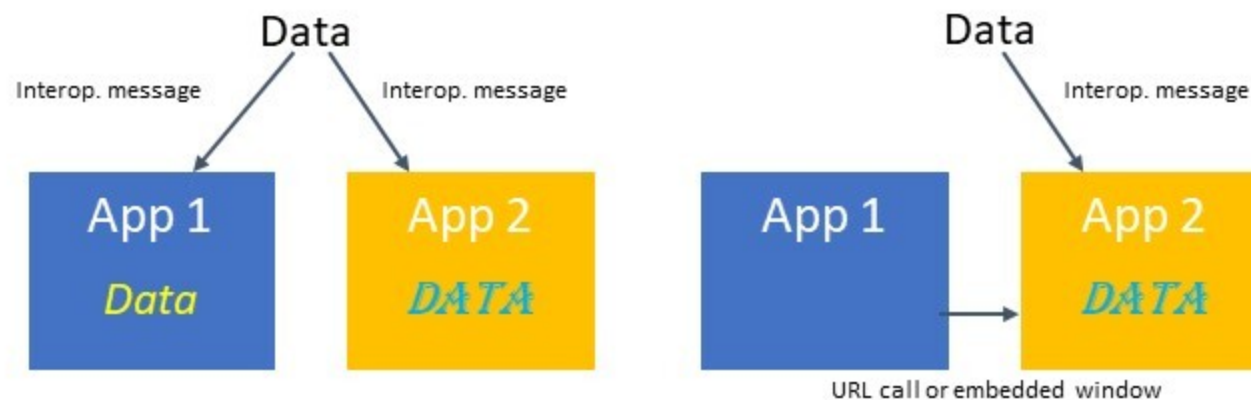 Data
Interop. message
Interop. message
App 1
Data
App 2
DATA
Data
Interop. message
App 1
App 2
DATA
URL call or embedded window